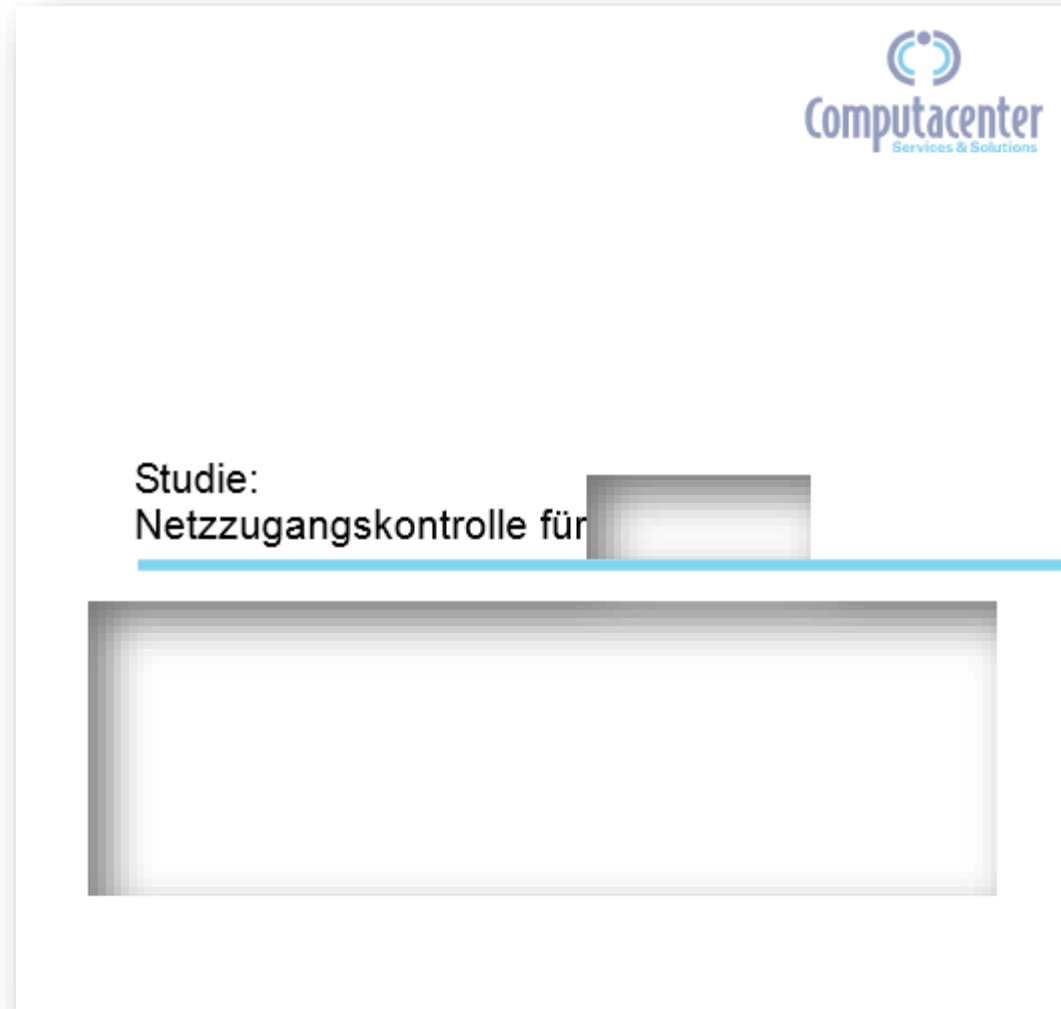 Computacenter
Services & Solutions
Studie:
Netzzugangskontrolle für